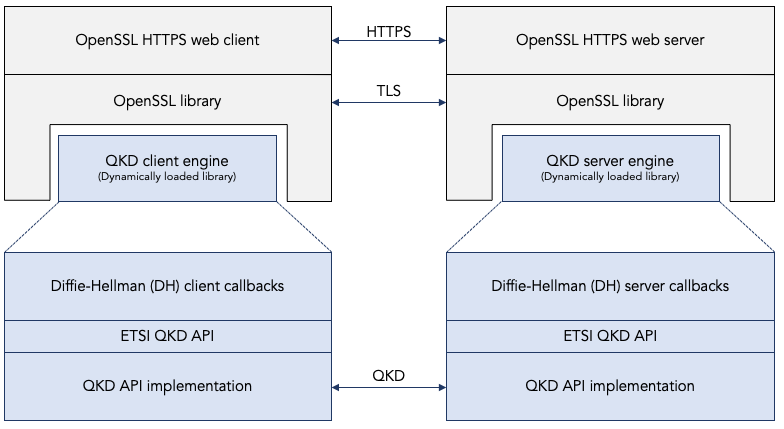 OpenSSL HTTPS web client
HTTPS
OpenSSL HTTPS web server
OpenSSL library
TLS
OpenSSL library
QKD client engine
(Dynamically loaded library)
QKD server engine
(Dynamically loaded library)
Diffie-Hellman (DH) client callbacks
Diffie-Hellman (DH) server callbacks
ETSI QKD API
ETSI QKD API
QKD API implementation
QKD
QKD API implementation